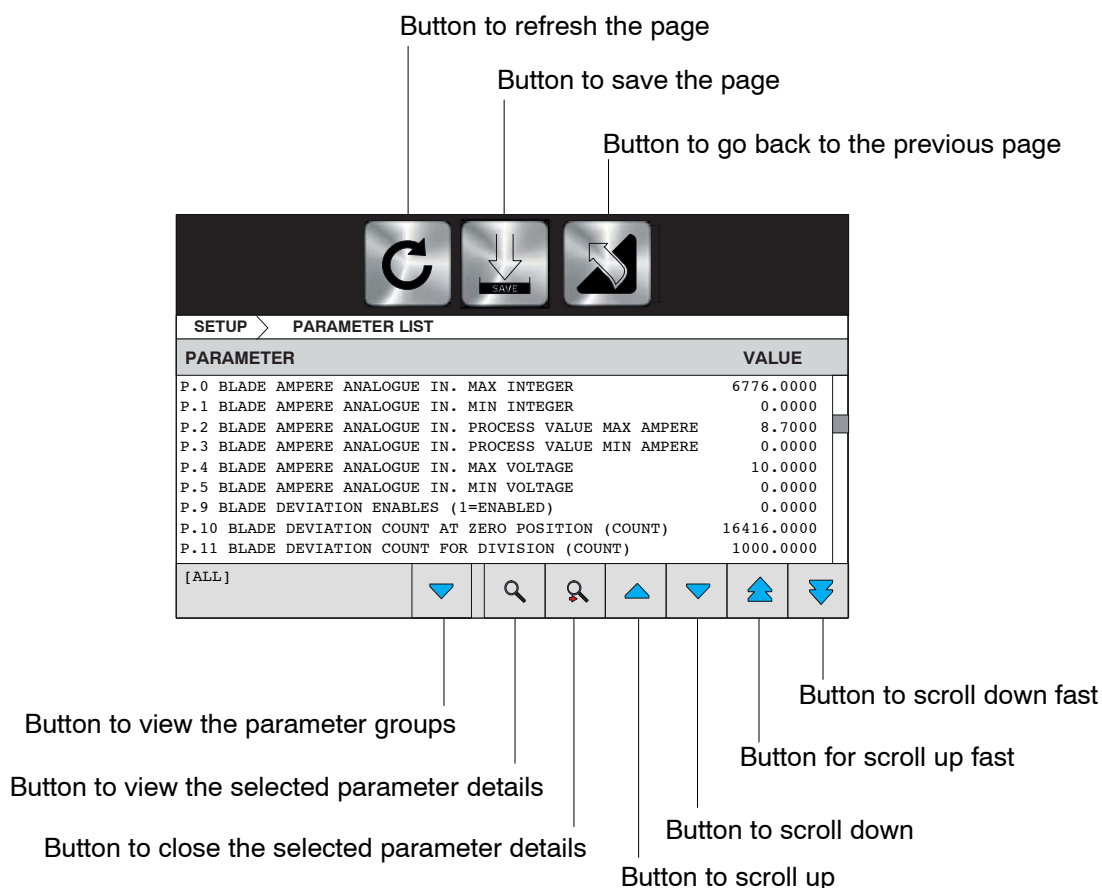 Button to refresh the page
Button to save the page
Button to go back to the previous page
SAVE
SETUP PARAMETER LIST
PARAMETER VALUE
P.0 BLADE AMPERE ANALOGUE IN. MAX INTEGER 6776.0000
P.1 BLADE AMPERE ANALOGUE IN. MIN INTEGER 0.0000
P.2 BLADE AMPERE ANALOGUE IN. PROCESS VALUE MAX AMPERE 8.7000
P.3 BLADE AMPERE ANALOGUE IN. PROCESS VALUE MIN AMPERE 0.0000
P.4 BLADE AMPERE ANALOGUE IN. MAX VOLTAGE 10.0000
P.5 BLADE AMPERE ANALOGUE IN. MIN VOLTAGE 0.0000
P.9 BLADE DEVIATION ENABLES (1=ENABLED) 0.0000
P.10 BLADE DEVIATION COUNT AT ZERO POSITION (COUNT) 16416.0000
P.11 BLADE DEVIATION COUNT FOR DIVISION (COUNT) 1000.0000
[ALL]
Button to scroll down fast
Button to view the parameter groups
Button for scroll up fast
Button to view the selected parameter details
Button to scroll down
Button to close the selected parameter details
Button to scroll up